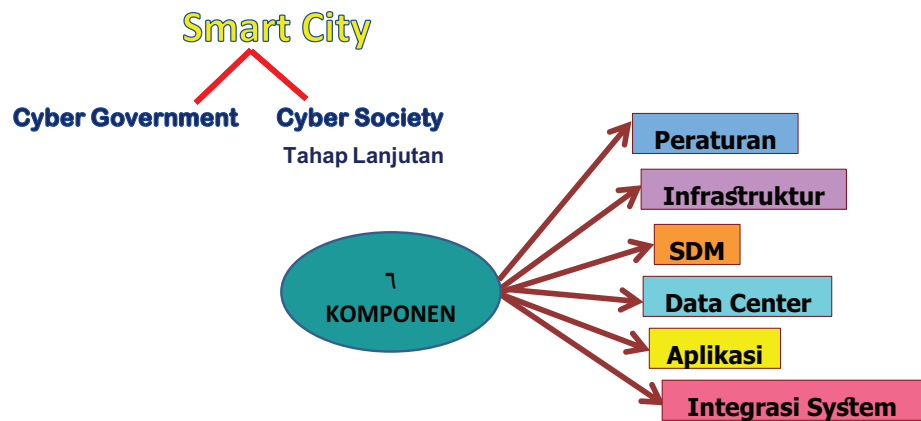 Smart City
Cyber Government
Cyber Society
Tahap Lanjutan
Peraturan
Infrastruktur
SDM
٦
KOMPONEN
Data Center
Aplikasi
Integrasi System